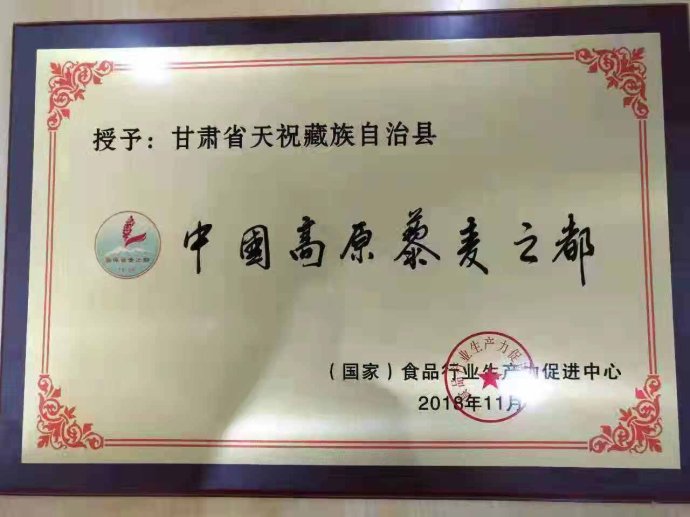 授予：甘肃省天祝藏族自治县
中國高原藜麦之都
（国家）食品行业生产力促进中心
2018年11月